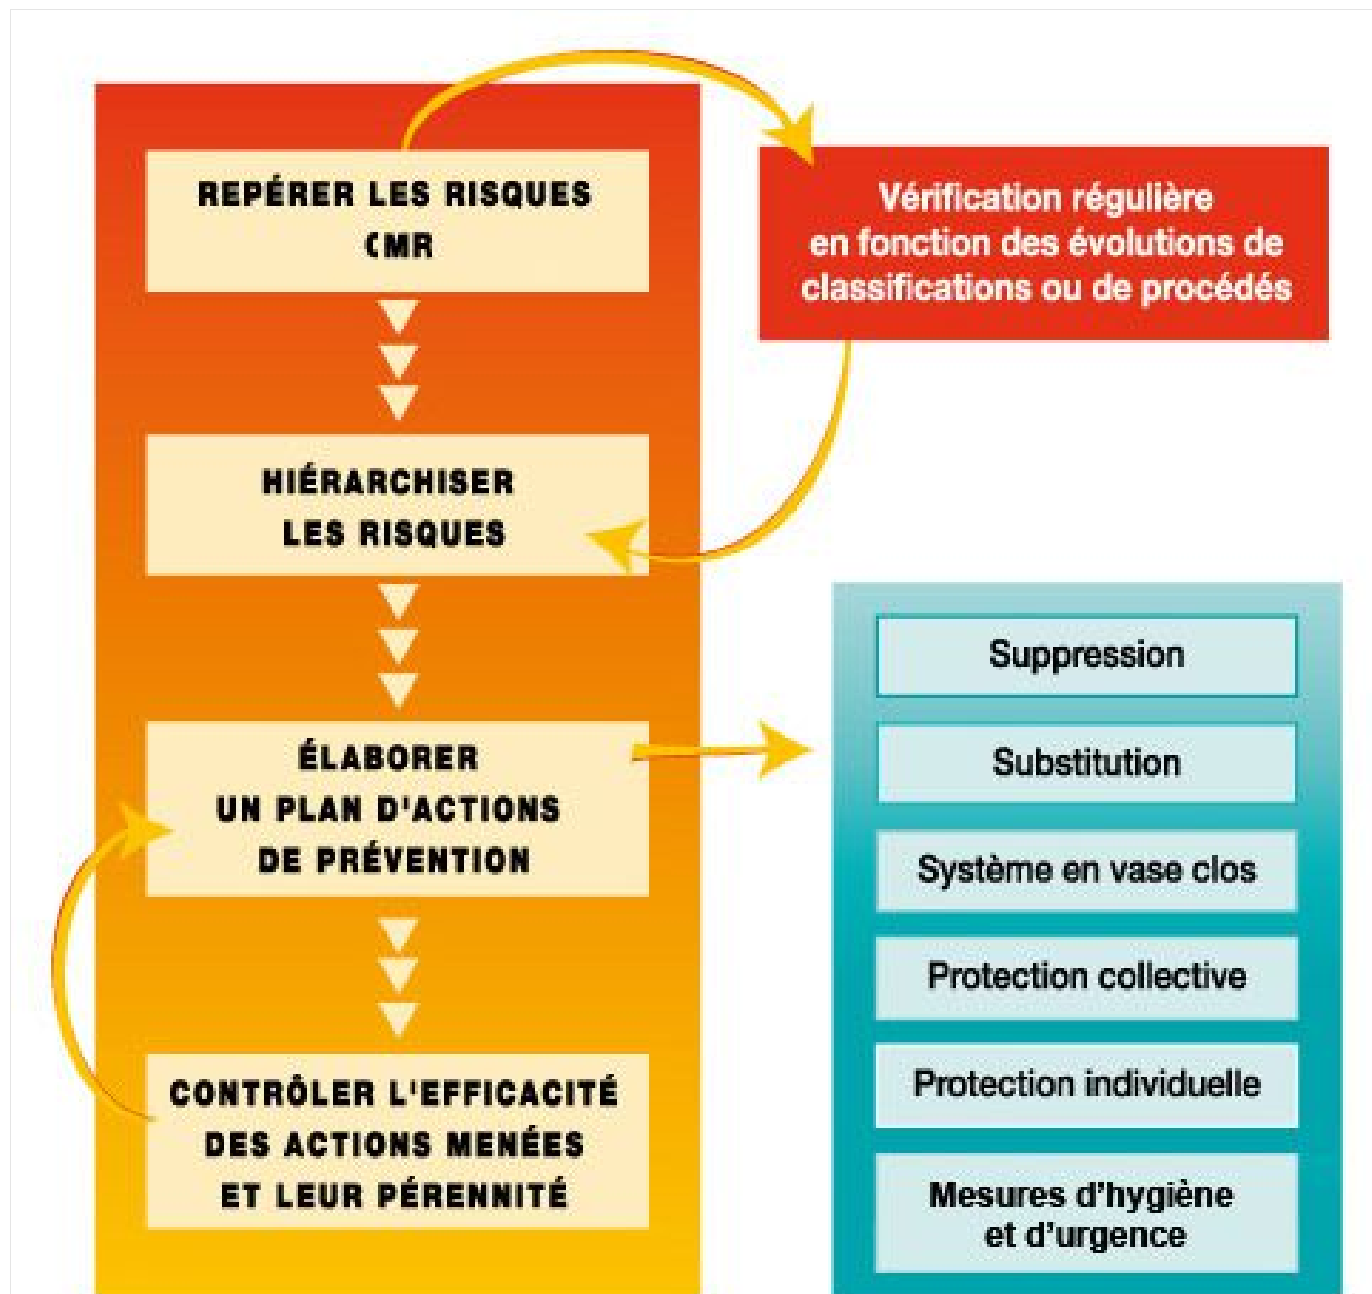 REPÉRER LES RISQUES
CMR
Vérification régulière
en fonction des évolutions de
classifications ou de procédés
HIÉRARCHISER
LES RISQUES
ÉLABORER
UN PLAN D'ACTIONS
DE PRÉVENTION
CONTRÔLER L'EFFICACITÉ
DES ACTIONS MENÉES
ET LEUR PÉRENNITÉ
Suppression
Substitution
Système en vase clos
Protection collective
Protection individuelle
Mesures d’hygiène
et d’urgence